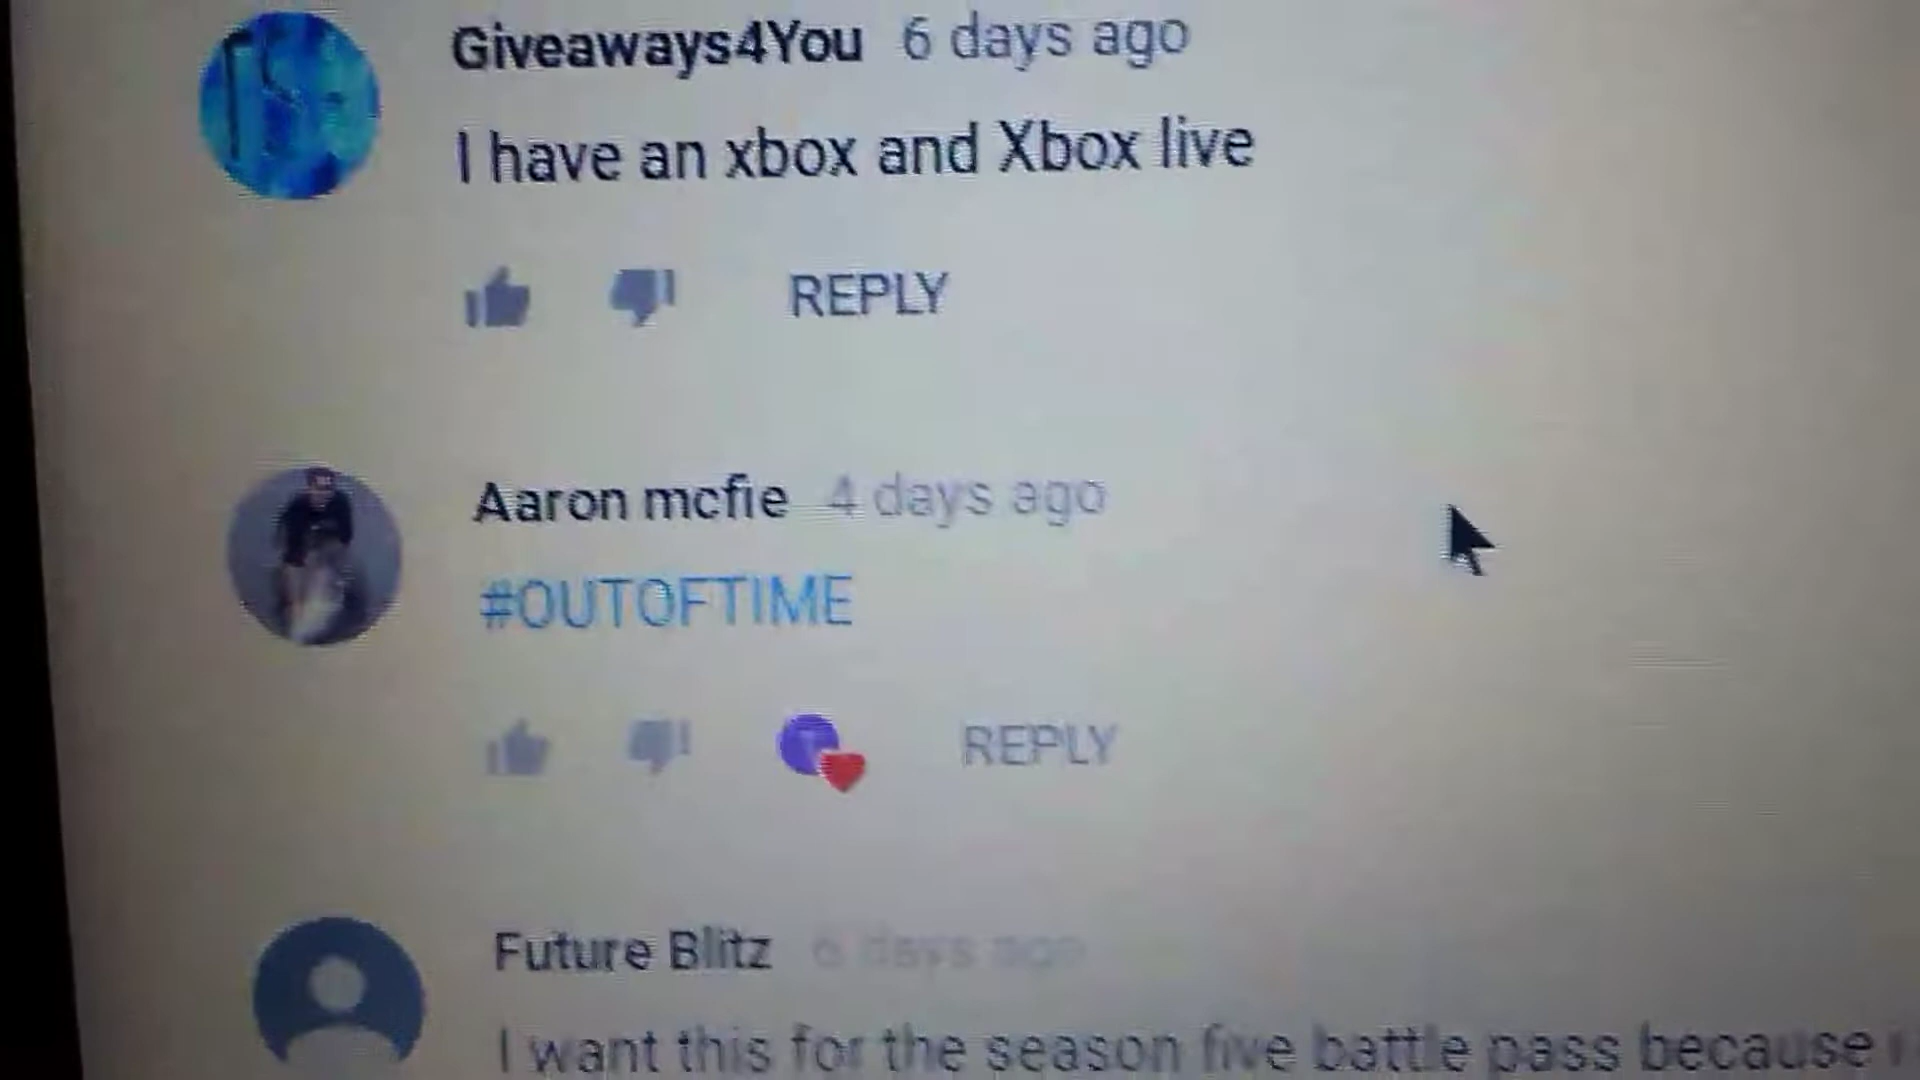 Giveaways4You 6 days ago
I have an xbox and Xbox live
REPLY
Aaron mcfie 4 days ago
#OUTOFTIME
REPLY
Future Blitz 6 days ago
I want this for the season five battle pass because